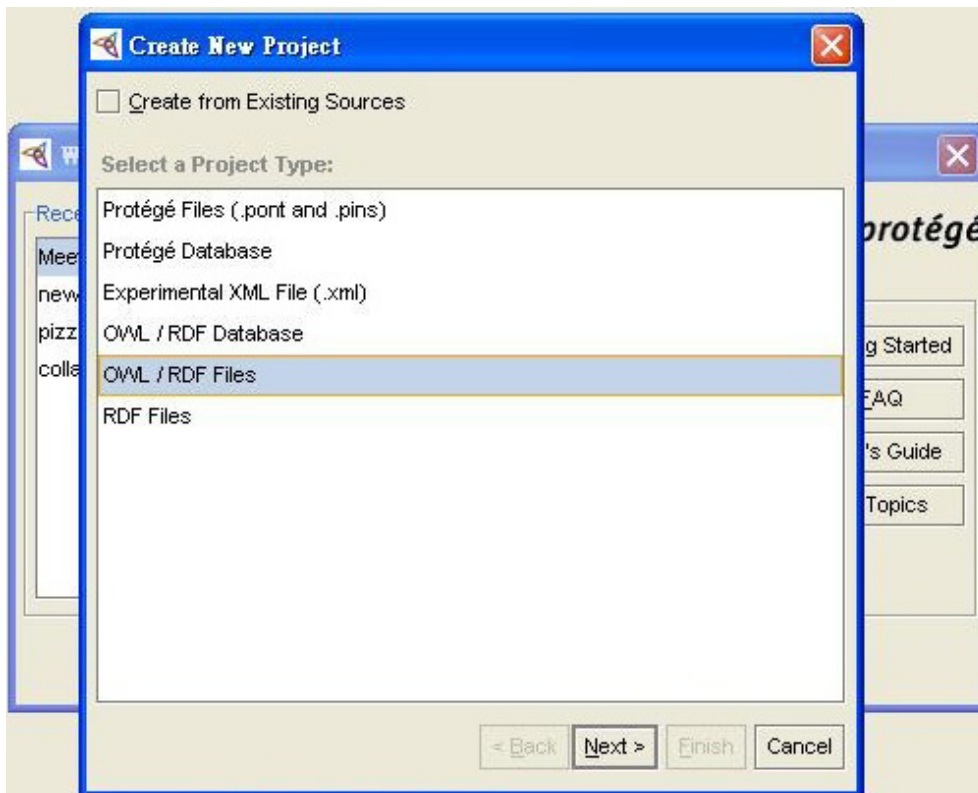 Create New Project
Create from Existing Sources
Select a Project Type:
Protégé Files (.pont and .pins)
Protégé Database
Experimental XML File (.xml)
OWL / RDF Database
OWL / RDF Files
RDF Files
< Back
Next >
Finish
Cancel
W
Rece
Mee
new
pizz
colla
protégé
g Started
FAQ
's Guide
Topics